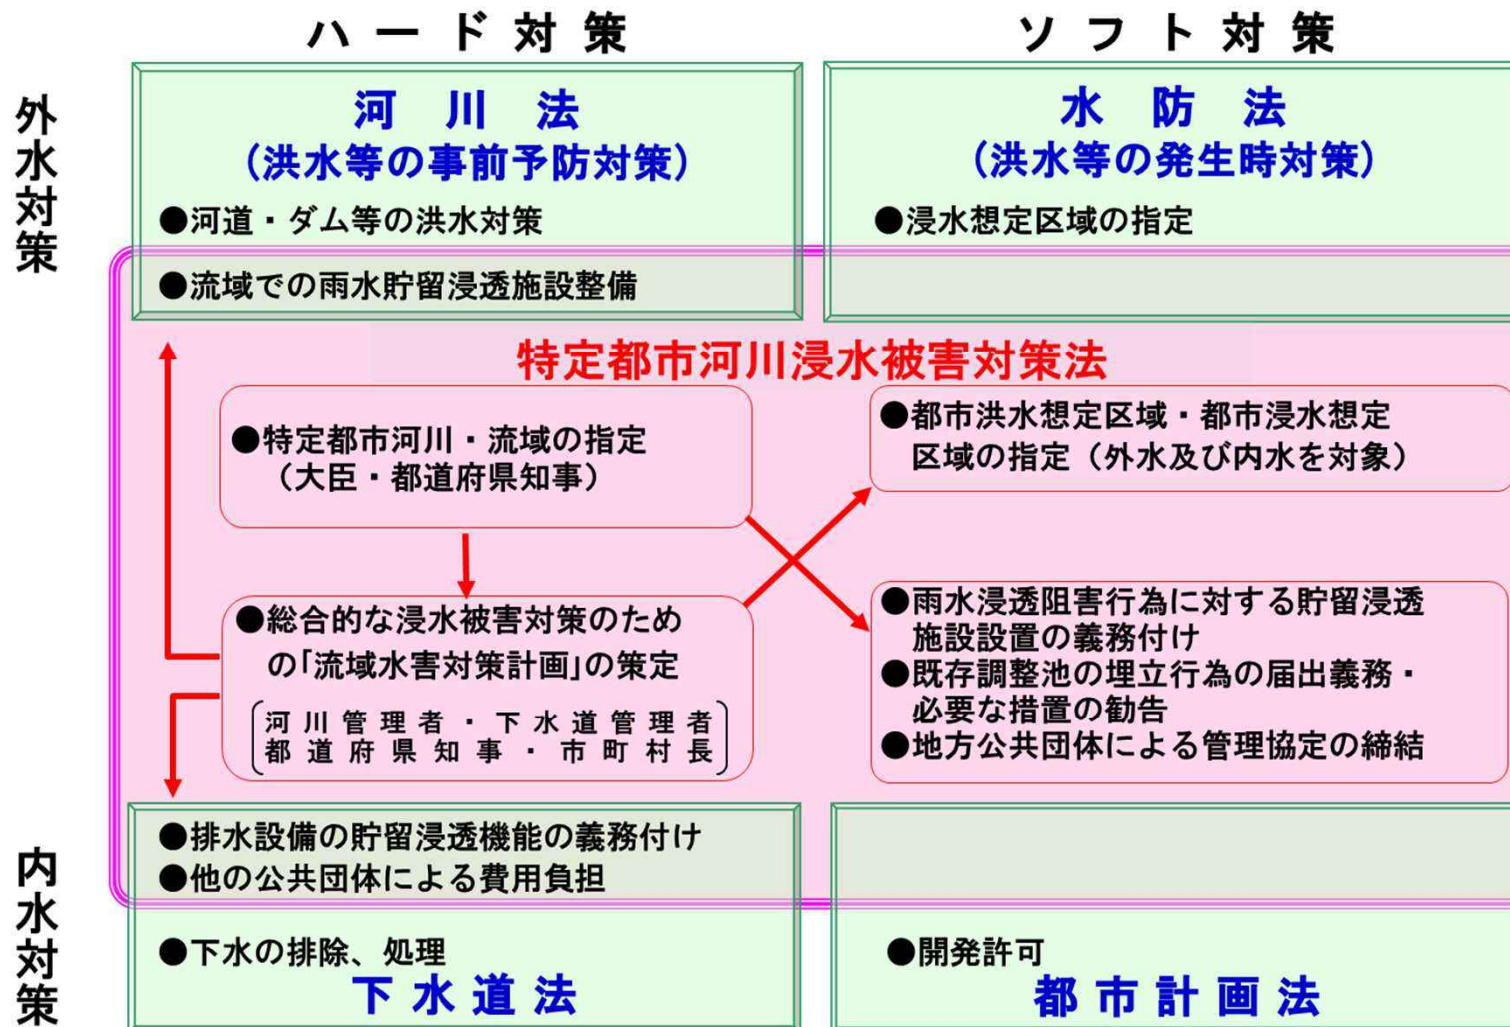 ハード対策
ソフト対策
外水対策
河川法
（洪水等の事前予防対策）
●河道・ダム等の洪水対策
●流域での雨水貯留浸透施設整備
水防法
（洪水等の発生時対策）
●浸水想定区域の指定
特定都市河川浸水被害対策法
●特定都市河川・流域の指定
（大臣・都道府県知事）
●都市洪水想定区域・都市浸水想定
区域の指定（外水及び内水を対象）
●総合的な浸水被害対策のため
の「流域水害対策計画」の策定
河川管理者・下水道管理者
都道府県知事・市町村長
●雨水浸透阻害行為に対する貯留浸透
施設設置の義務付け
●既存調整池の埋立行為の届出義務・
必要な措置の勧告
●地方公共団体による管理協定の締結
内水対策
●排水設備の貯留浸透機能の義務付け
●他の公共団体による費用負担
●下水の排除、処理
下水道法
●開発許可
都市計画法